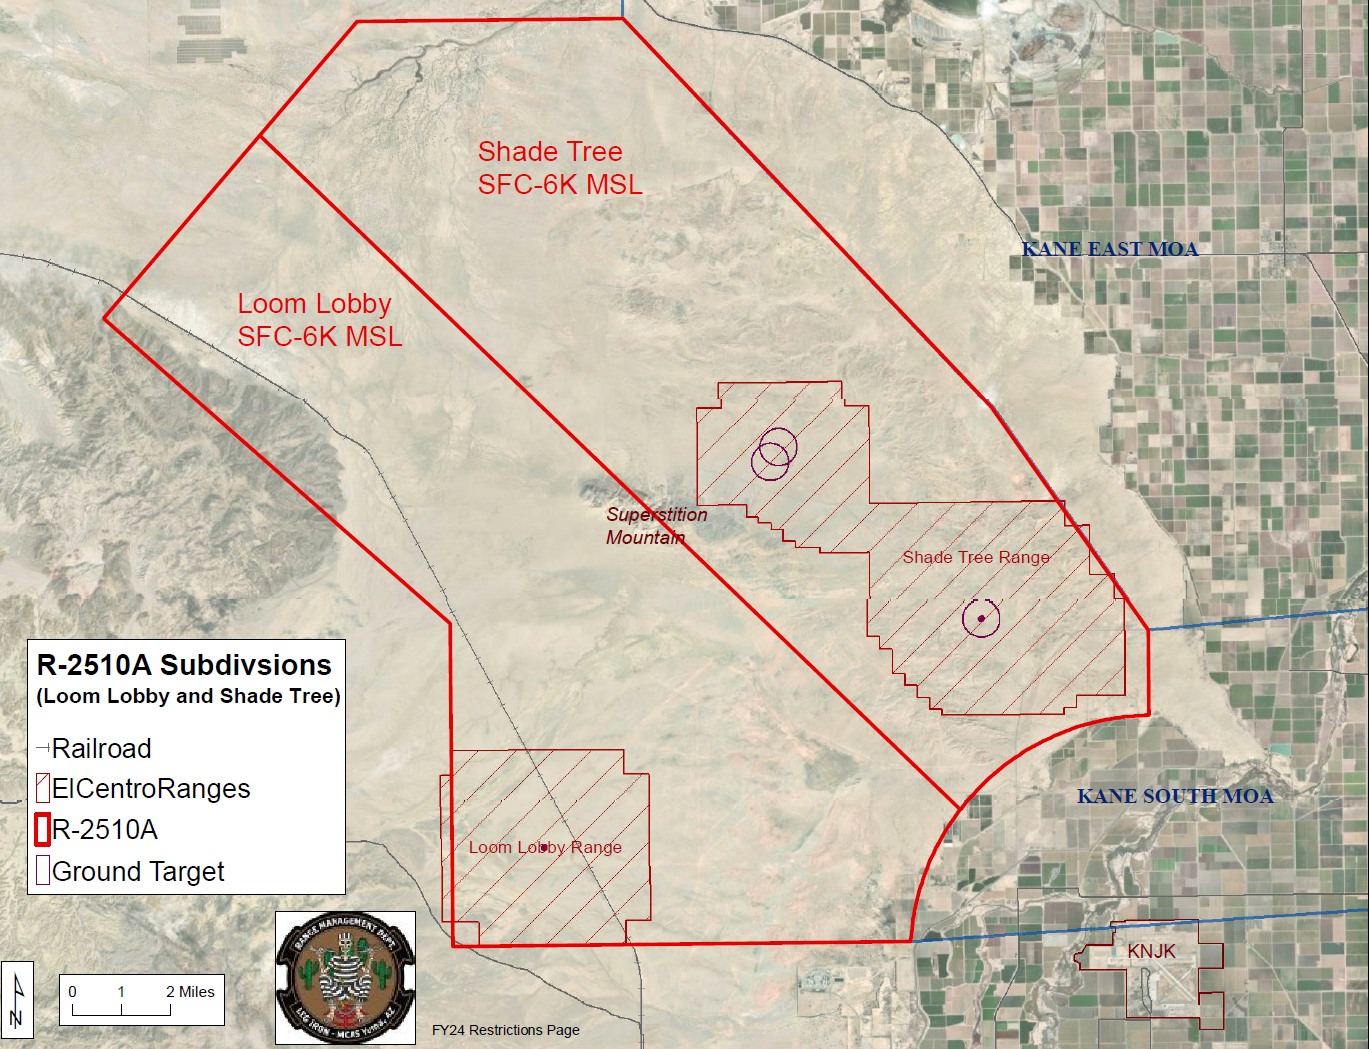 Shade Tree
SFC-6K MSL
KANE EAST MOA
Loom Lobby
SFC-6K MSL
Superstition
Mountain
Shade Tree Range
R-2510A Subdivsions
(Loom Lobby and Shade Tree)
Railroad
ElCentroRanges
R-2510A
Ground Target
KANE SOUTH MOA
Loom Lobby Range
RANGE MANAGEMENT DEPT.
LEG IRON - MCAS YUMA, AZ
KNJK
N
0 1 2 Miles
FY24 Restrictions Page